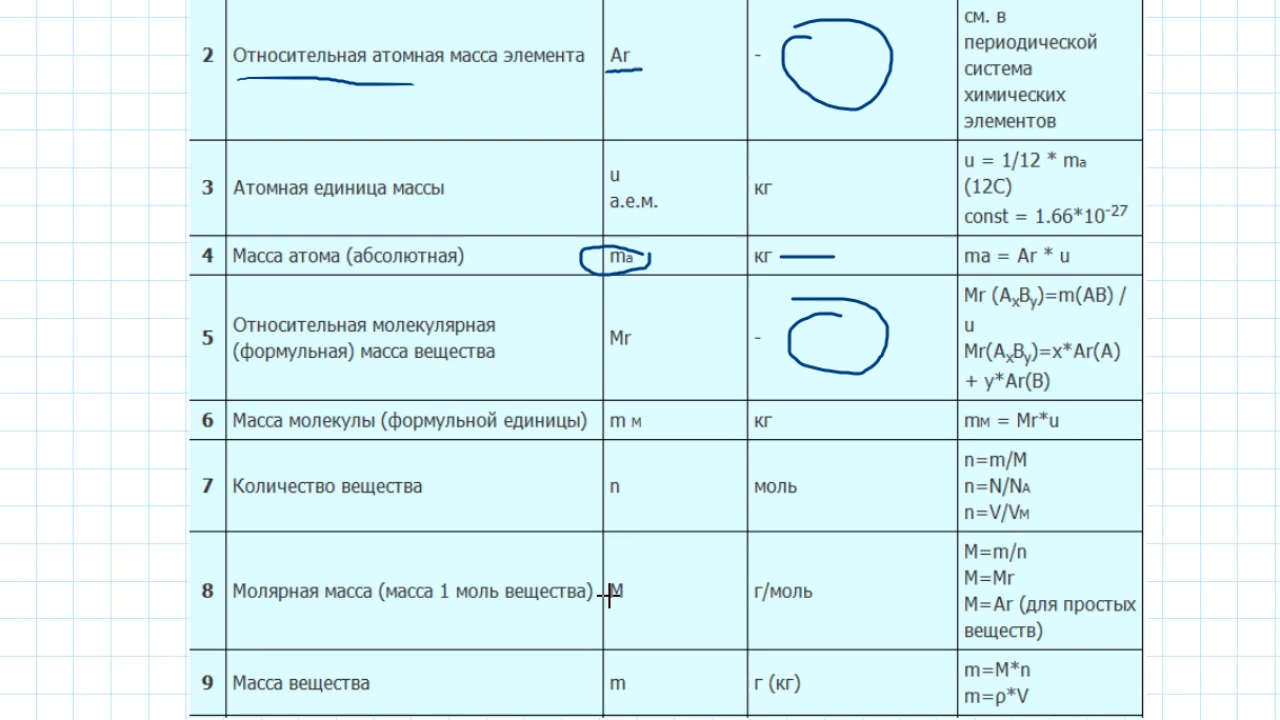 2 Относительная атомная масса элемента Ar - см. в
периодической
система
химических
элементов
3 Атомная единица массы u
а.е.м. кг u = 1/12 * mа
(12C)
const = 1.66*10-27
4 Масса атома (абсолютная) mа кг ma = Ar * u
5 Относительная молекулярная
(формульная) масса вещества Mr - Mr (AxBy)=m(AB) /
u
Mr(AxBy)=x*Ar(A)
+ y*Ar(B)
6 Масса молекулы (формульной единицы) m м кг mм = Mr*u
7 Количество вещества n моль n=m/M
n=N/NA
n=V/VM
8 Молярная масса (масса 1 моль вещества) M г/моль M=m/n
M=Mr
M=Ar (для простых
веществ)
9 Масса вещества m г (кг) m=M*n
m=ρ*V